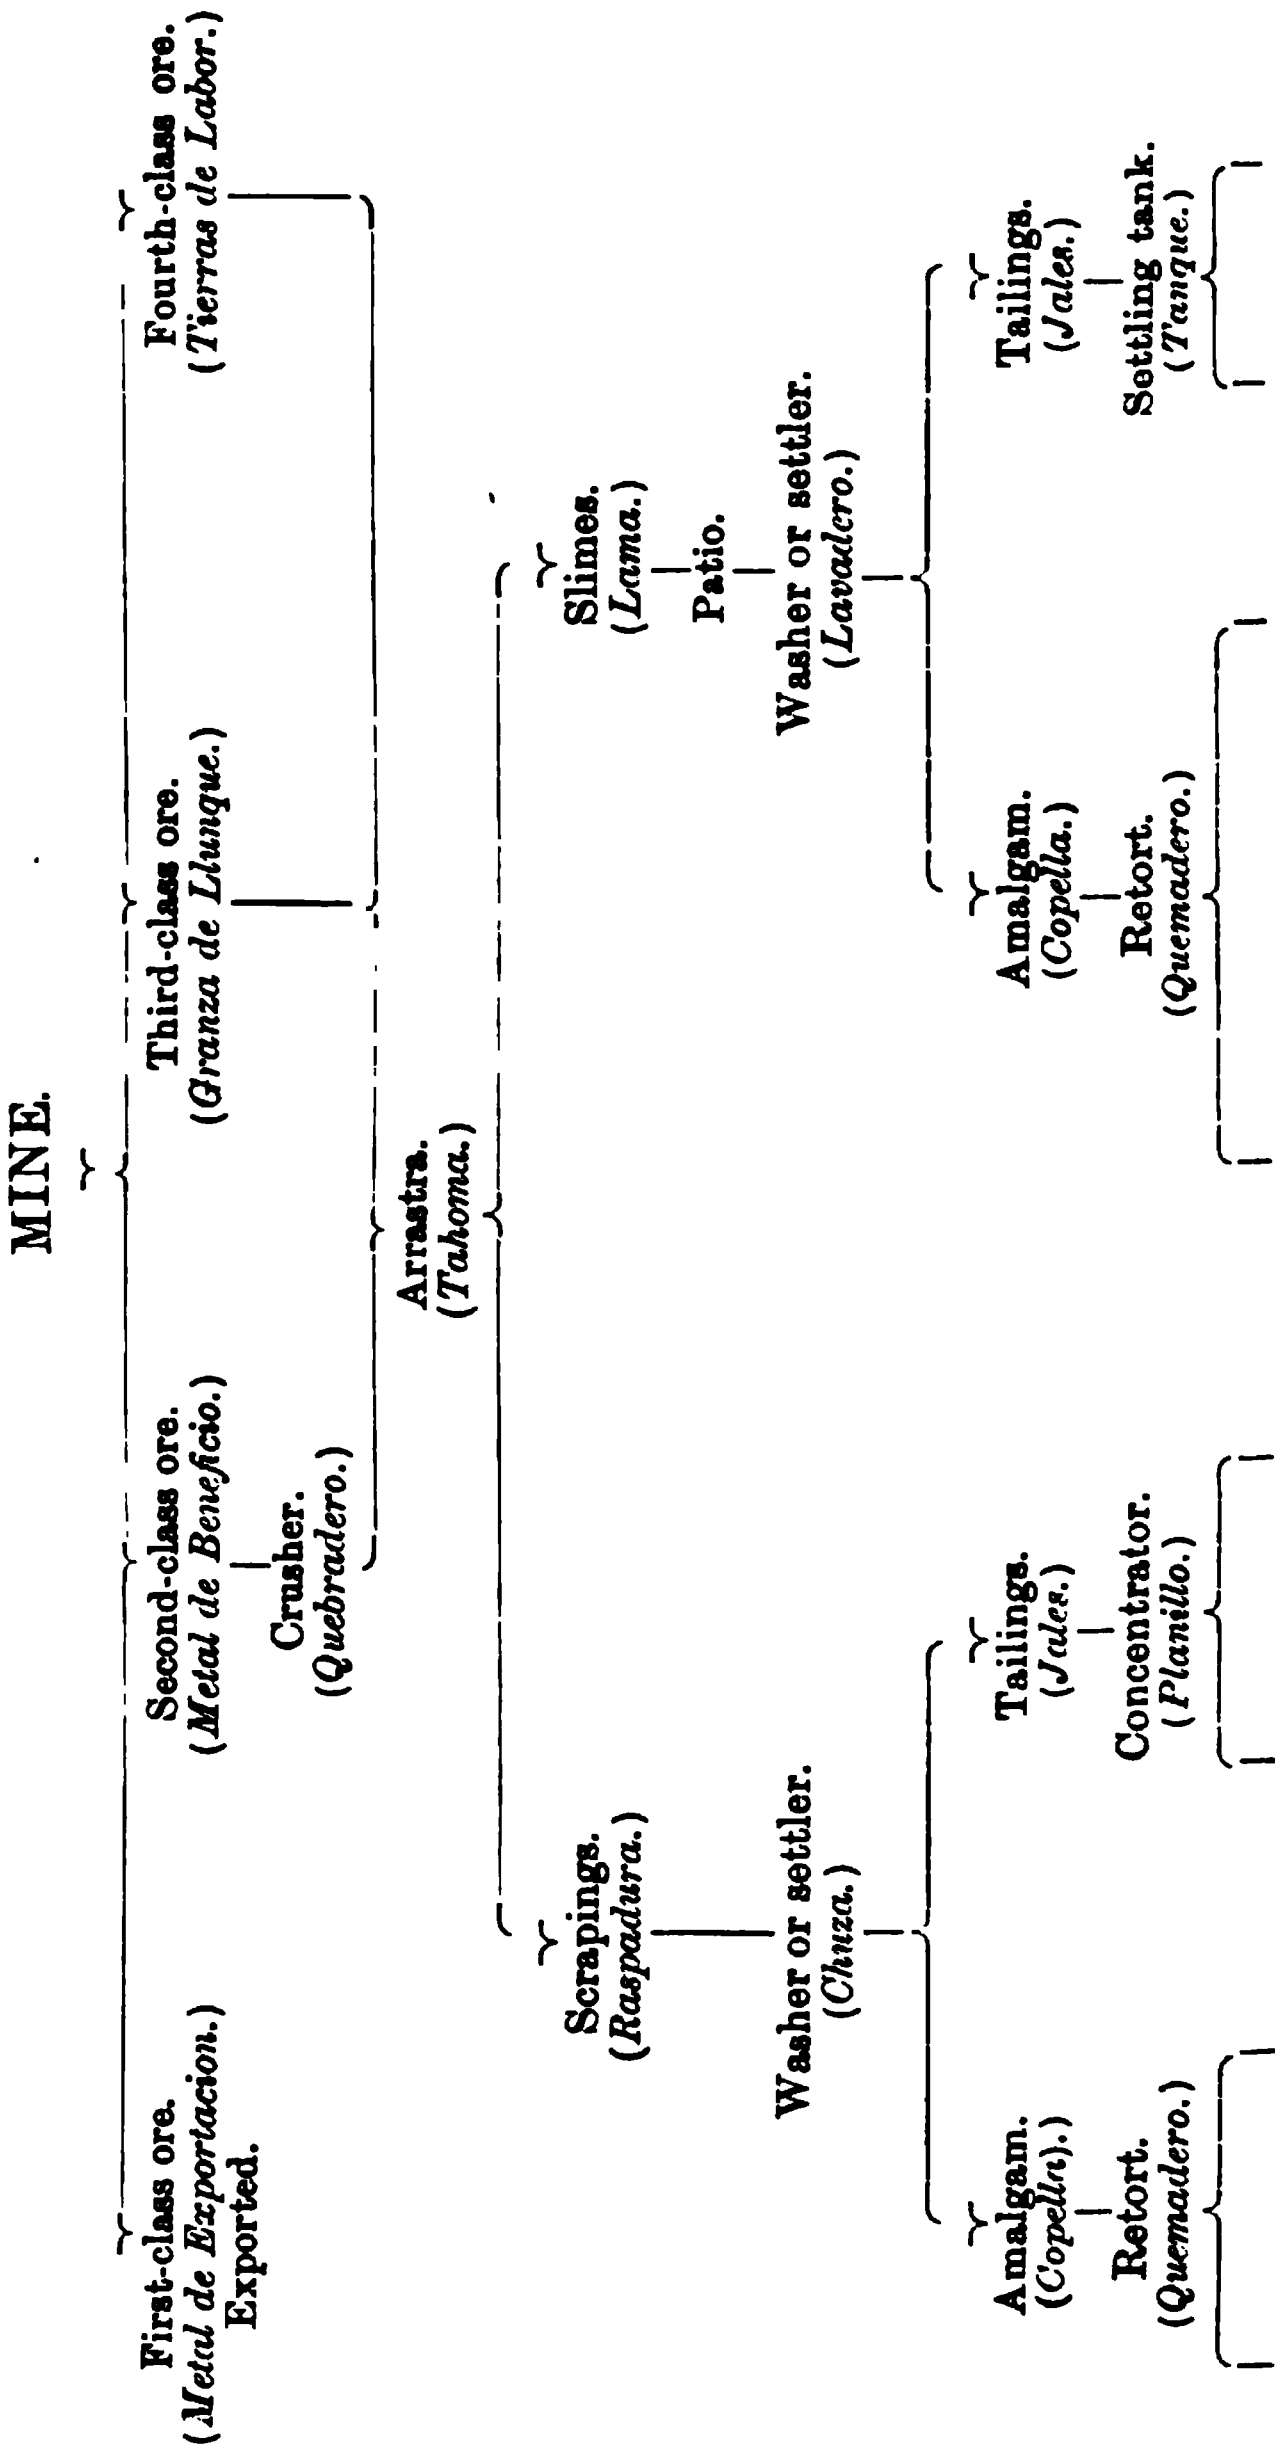 MINE.
First-class ore.
(Metal de Exportacion.)
Exported.
Second-class ore.
(Metal de Beneficio.)
Crusher.
(Quebradero.)
Third-class ore.
(Granza de Llunque.)
Fourth-class ore.
(Tierras de Labor.)
Arrastra.
(Tahoma.)
Scrapings.
(Raspadura.)
Washer or settler.
(Chuza.)
Slimes.
(Lama.)
Patio.
Washer or settler.
(Lavadero.)
Amalgam.
(Copella).)
Retort.
(Quemadero.)
Tailings.
(Jales.)
Concentrator.
(Planillo.)
Amalgam.
(Copella.)
Retort.
(Quemadero.)
Tailings.
(Jales.)
Settling tank.
(Tanque.)